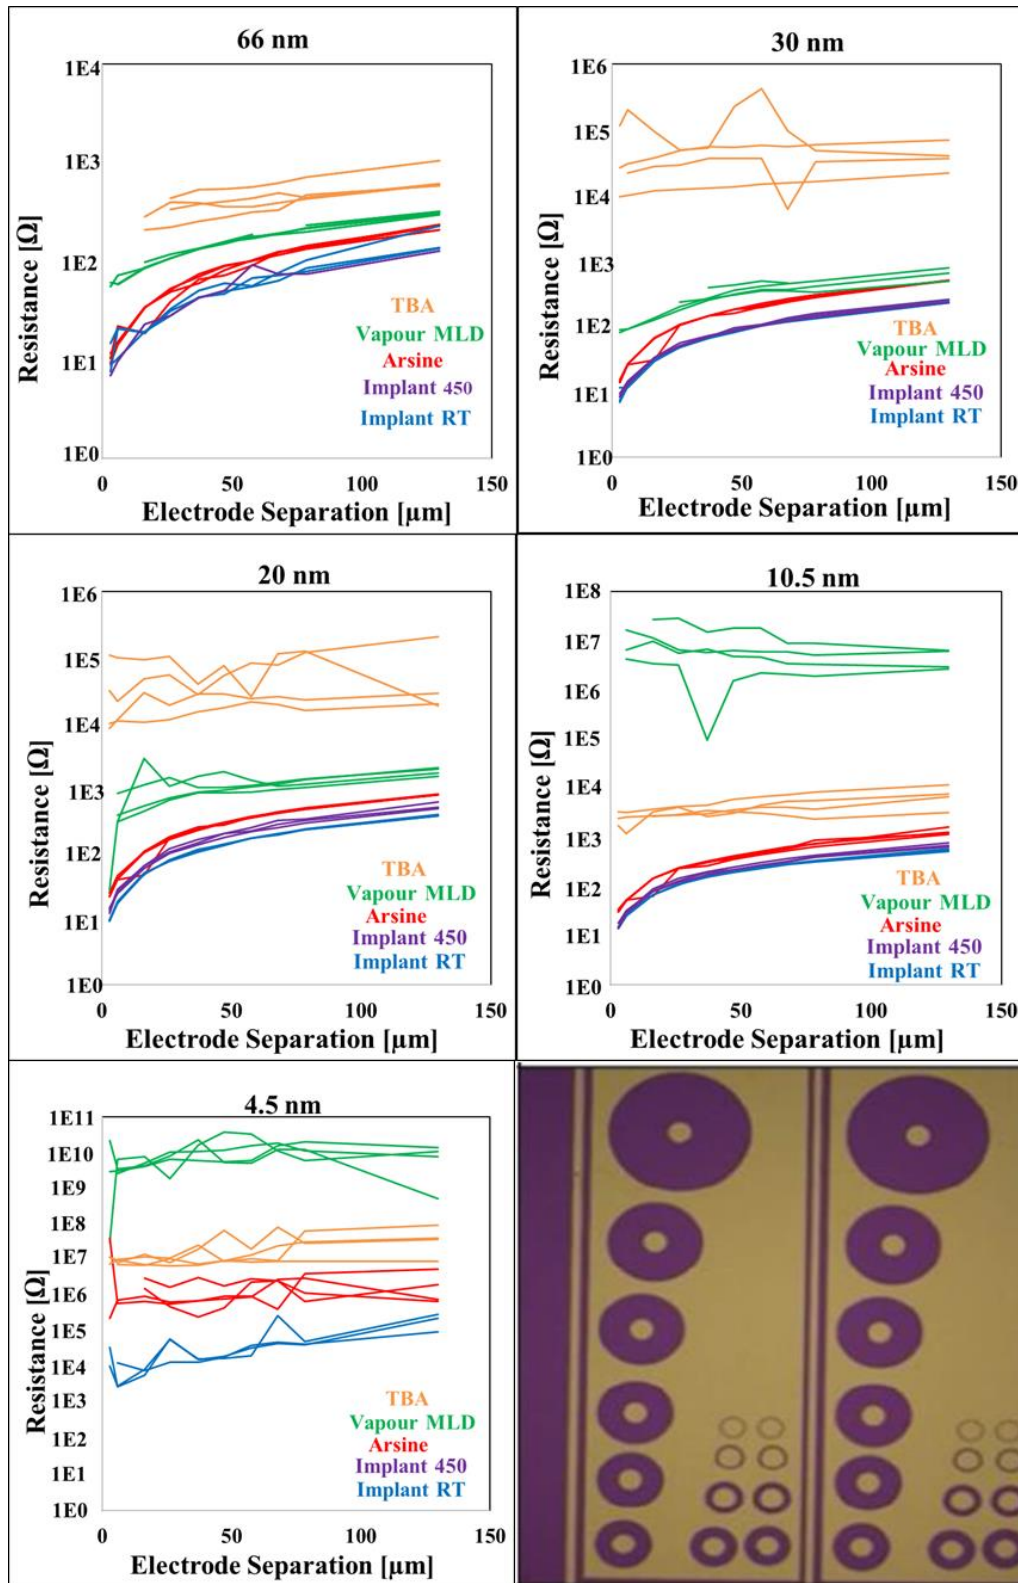 66 nm
1E4
1E3
1E2
1E1
1E0
Resistance [Ω]
TBA
Vapour MLD
Arsine
Implant 450
Implant RT
0 50 100 150
Electrode Separation [µm]
30 nm
1E6
1E5
1E4
1E3
1E2
1E1
1E0
Resistance [Ω]
TBA
Vapour MLD
Arsine
Implant 450
Implant RT
0 50 100 150
Electrode Separation [µm]
20 nm
1E6
1E5
1E4
1E3
1E2
1E1
1E0
Resistance [Ω]
TBA
Vapour MLD
Arsine
Implant 450
Implant RT
0 50 100 150
Electrode Separation [µm]
10.5 nm
1E8
1E7
1E6
1E5
1E4
1E3
1E2
1E1
1E0
Resistance [Ω]
TBA
Vapour MLD
Arsine
Implant 450
Implant RT
0 50 100 150
Electrode Separation [µm]
4.5 nm
1E11
1E10
1E9
1E8
1E7
1E6
1E5
1E4
1E3
1E2
1E1
1E0
Resistance [Ω]
TBA
Vapour MLD
Arsine
Implant 450
Implant RT
0 50 100 150
Electrode Separation [µm]